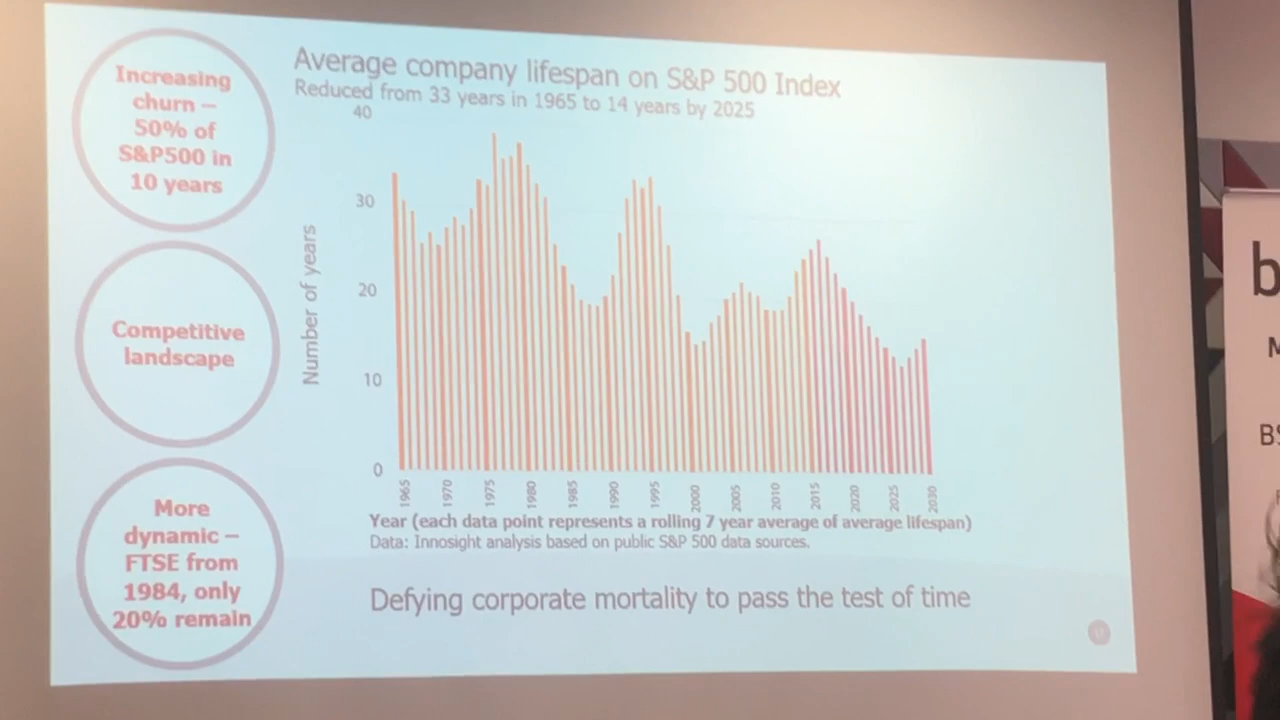 Increasing
churn –
50% of
S&P500 in
10 years
Competitive
landscape
More
dynamic –
FTSE from
1984, only
20% remain
Average company lifespan on S&P 500 Index
Reduced from 33 years in 1965 to 14 years by 2025
Number of years
40
30
20
10
0
1965 1970 1975 1980 1985 1990 1995 2000 2005 2010 2015 2020 2025 2030
Year (each data point represents a rolling 7 year average of average lifespan)
Data: Innosight analysis based on public S&P 500 data sources.
Defying corporate mortality to pass the test of time
b
M
BS